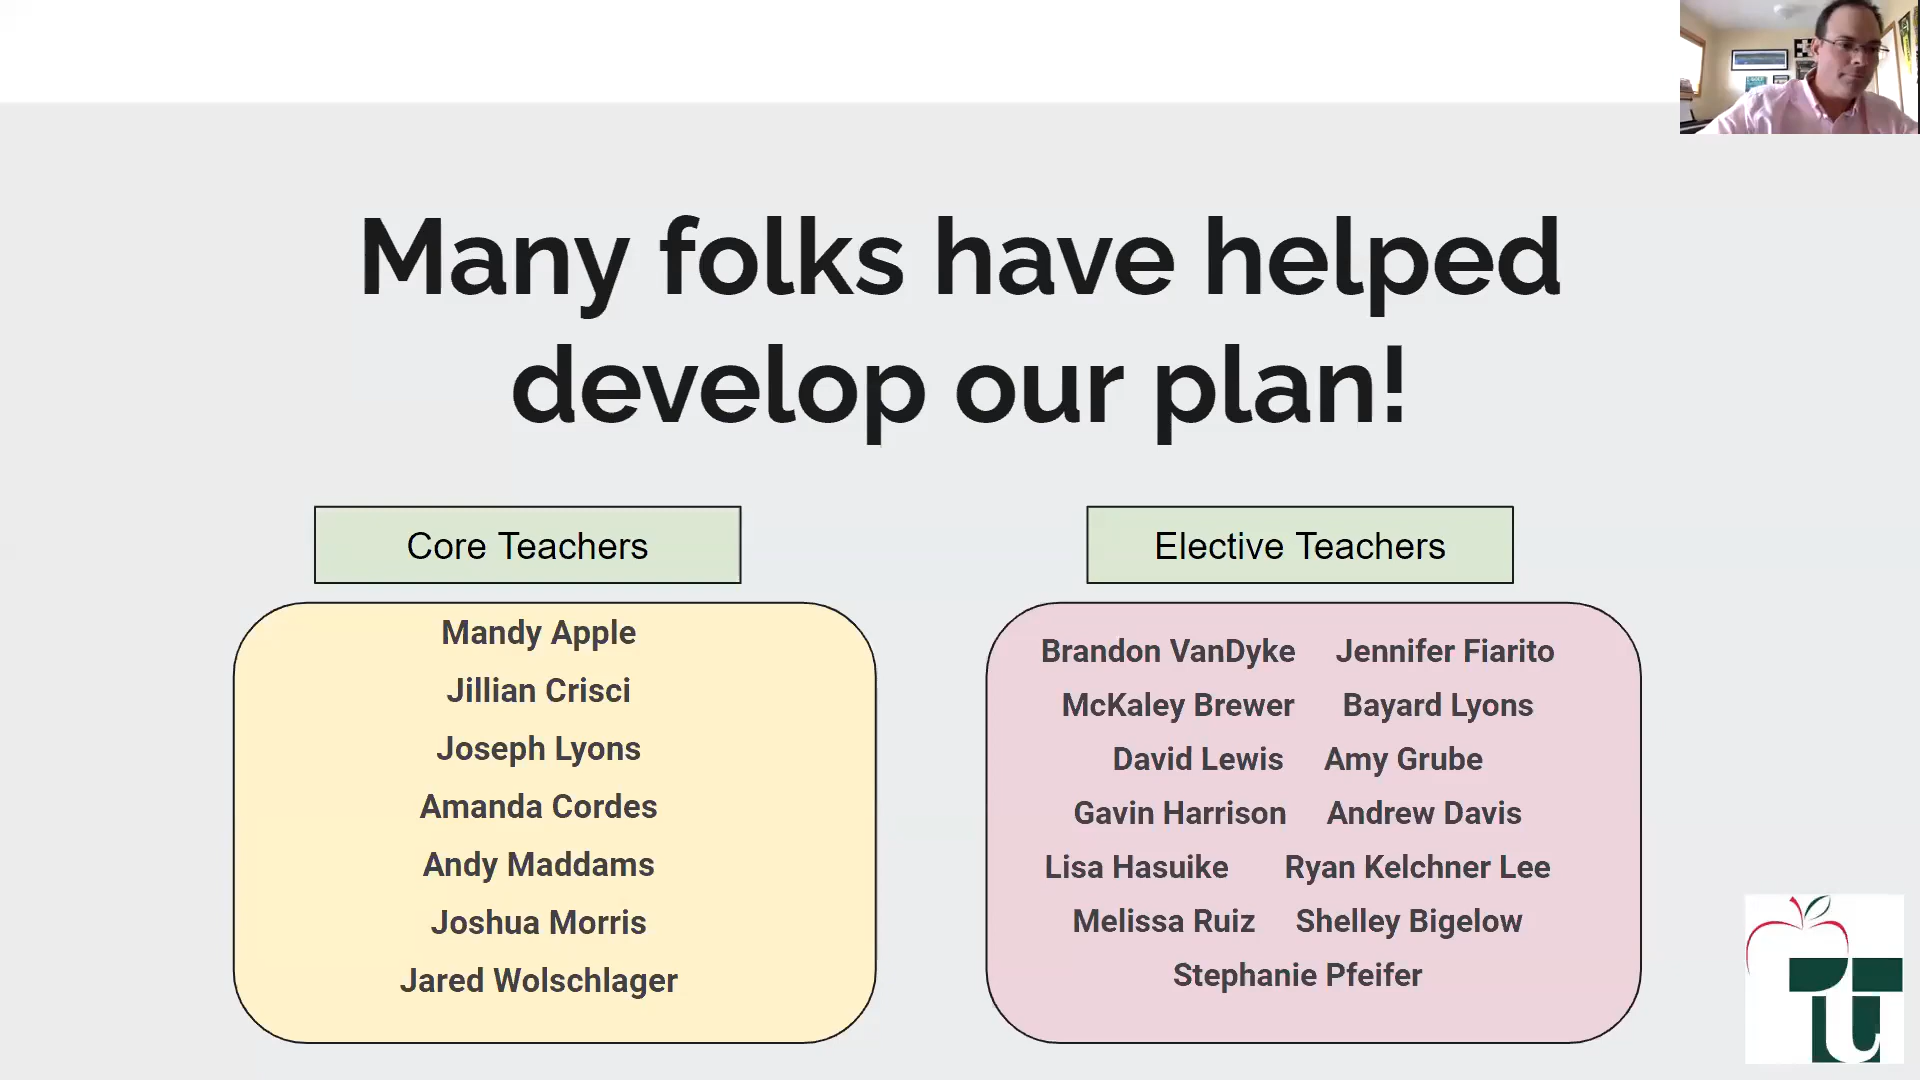 Many folks have helped
develop our plan!
Core Teachers
Mandy Apple
Jillian Crisci
Joseph Lyons
Amanda Cordes
Andy Maddams
Joshua Morris
Jared Wolschlager
Elective Teachers
Brandon VanDyke Jennifer Fiarito
McKaley Brewer Bayard Lyons
David Lewis Amy Grube
Gavin Harrison Andrew Davis
Lisa Hasuike Ryan Kelchner Lee
Melissa Ruiz Shelley Bigelow
Stephanie Pfeifer